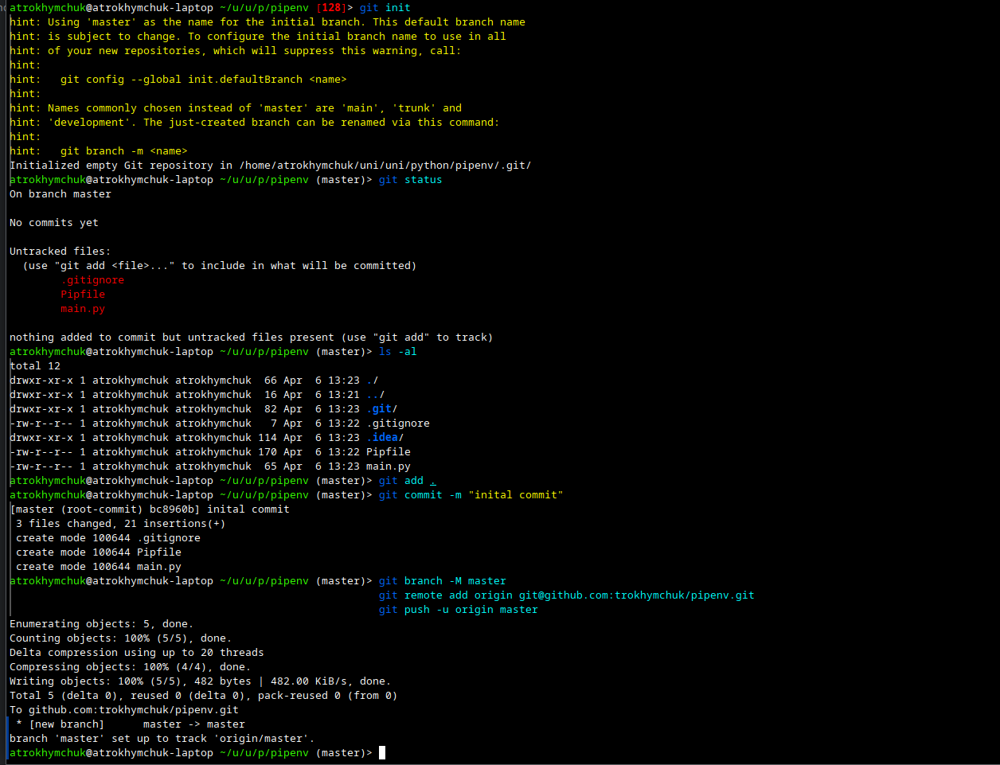 atrokhymchuk@atrokhymchuk-laptop ~/u/u/p/pipenv [128]> git init
hint: Using 'master' as the name for the initial branch. This default branch name
hint: is subject to change. To configure the initial branch name to use in all
hint: of your new repositories, which will suppress this warning, call:
hint:
hint:   git config --global init.defaultBranch <name>
hint:
hint: Names commonly chosen instead of 'master' are 'main', 'trunk' and
hint: 'development'. The just-created branch can be renamed via this command:
hint:
hint:   git branch -m <name>
Initialized empty Git repository in /home/atrokhymchuk/uni/uni/python/pipenv/.git/
atrokhymchuk@atrokhymchuk-laptop ~/u/u/p/pipenv (master)> git status
On branch master
No commits yet
Untracked files:
  (use "git add <file>..." to include in what will be committed)
        .gitignore
        Pipfile
        main.py
nothing added to commit but untracked files present (use "git add" to track)
atrokhymchuk@atrokhymchuk-laptop ~/u/u/p/pipenv (master)> ls -al
total 12
drwxr-xr-x 1 atrokhymchuk atrokhymchuk  66 Apr  6 13:23 ./
drwxr-xr-x 1 atrokhymchuk atrokhymchuk  16 Apr  6 13:21 ../
drwxr-xr-x 1 atrokhymchuk atrokhymchuk  82 Apr  6 13:23 .git/
-rw-r--r-- 1 atrokhymchuk atrokhymchuk   7 Apr  6 13:22 .gitignore
drwxr-xr-x 1 atrokhymchuk atrokhymchuk 114 Apr  6 13:23 .idea/
-rw-r--r-- 1 atrokhymchuk atrokhymchuk 170 Apr  6 13:22 Pipfile
-rw-r--r-- 1 atrokhymchuk atrokhymchuk  65 Apr  6 13:23 main.py
atrokhymchuk@atrokhymchuk-laptop ~/u/u/p/pipenv (master)> git add .
atrokhymchuk@atrokhymchuk-laptop ~/u/u/p/pipenv (master)> git commit -m "inital commit"
[master (root-commit) bc8960b] inital commit
 3 files changed, 21 insertions(+)
 create mode 100644 .gitignore
 create mode 100644 Pipfile
 create mode 100644 main.py
atrokhymchuk@atrokhymchuk-laptop ~/u/u/p/pipenv (master)> git branch -M master
                                                          git remote add origin git@github.com:trokhymchuk/pipenv.git
                                                          git push -u origin master
Enumerating objects: 5, done.
Counting objects: 100% (5/5), done.
Delta compression using up to 20 threads
Compressing objects: 100% (4/4), done.
Writing objects: 100% (5/5), 482 bytes | 482.00 KiB/s, done.
Total 5 (delta 0), reused 0 (delta 0), pack-reused 0 (from 0)
To github.com:trokhymchuk/pipenv.git
 * [new branch]      master -> master
branch 'master' set up to track 'origin/master'.
atrokhymchuk@atrokhymchuk-laptop ~/u/u/p/pipenv (master)>